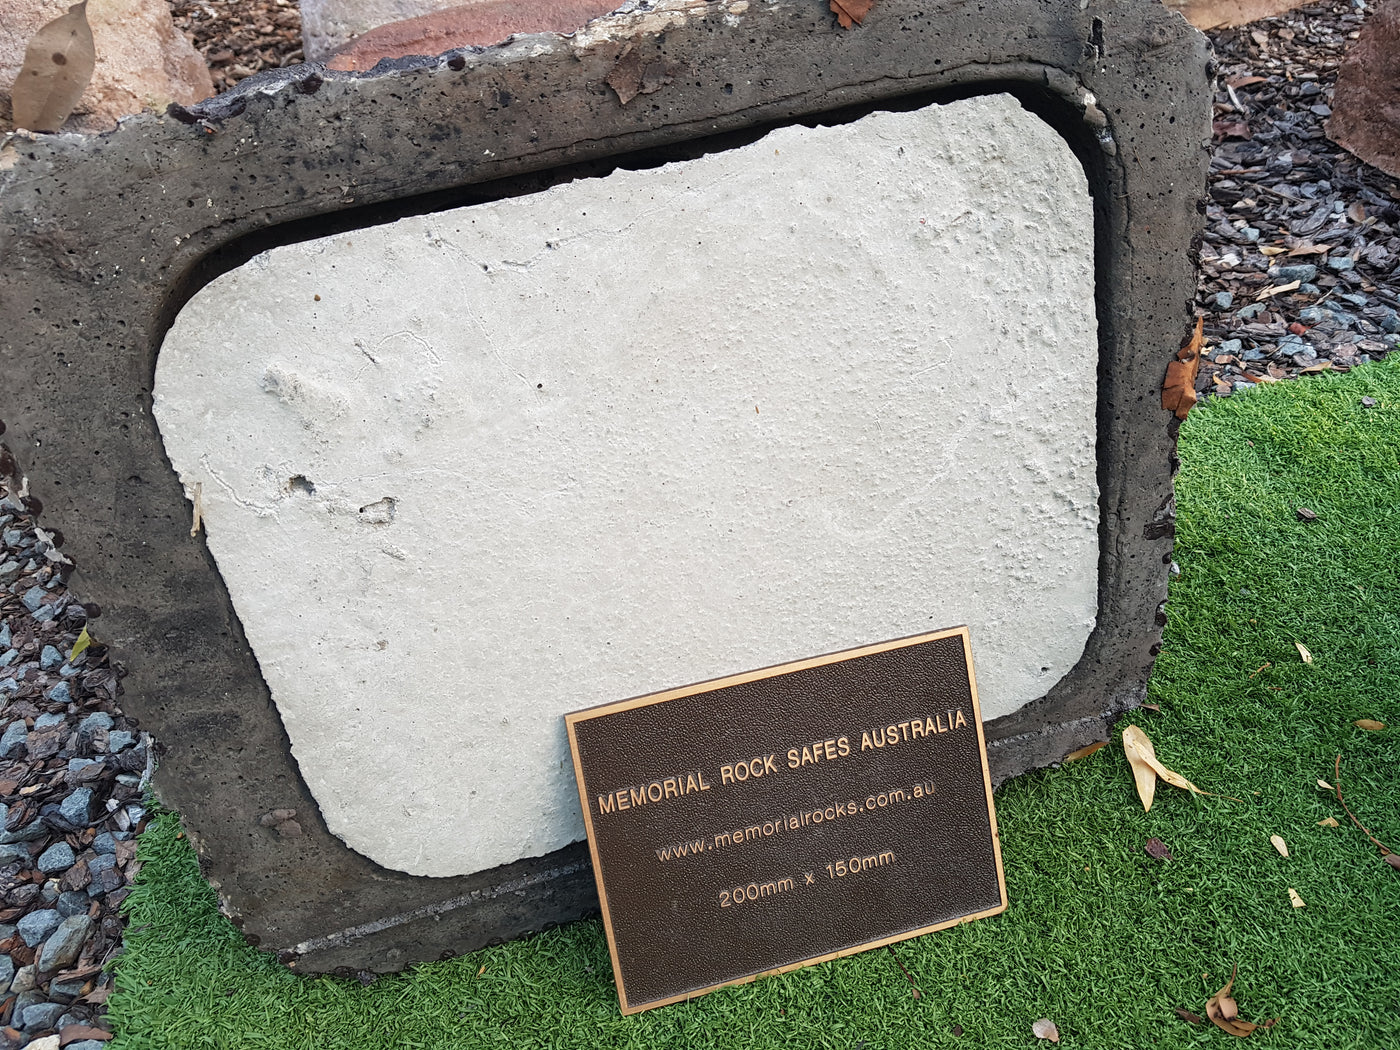 MEMORIAL ROCK SAFES AUSTRALIA
www.memorialrocks.com.au
200mm x 150mm